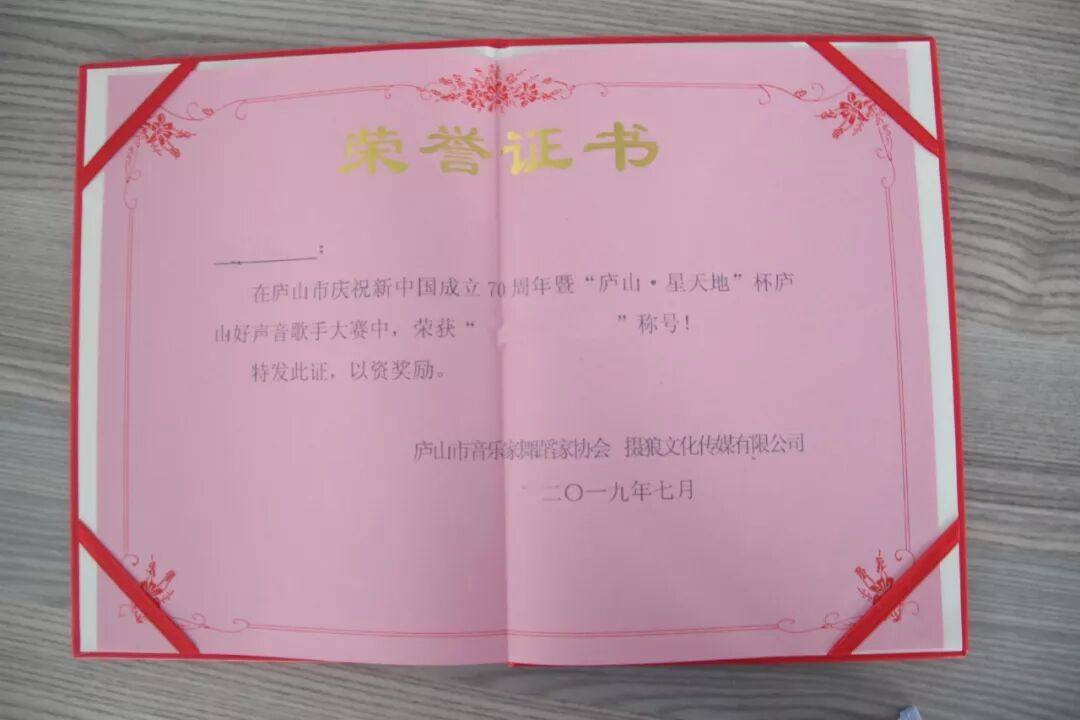 荣誉证书
：
在庐山市庆祝新中国成立70周年暨“庐山·星天地”杯庐
山好声音歌手大赛中，荣获“ ”称号！
特发此证，以资奖励。
庐山市音乐家舞蹈家协会 摄狼文化传媒有限公司
二〇一九年七月